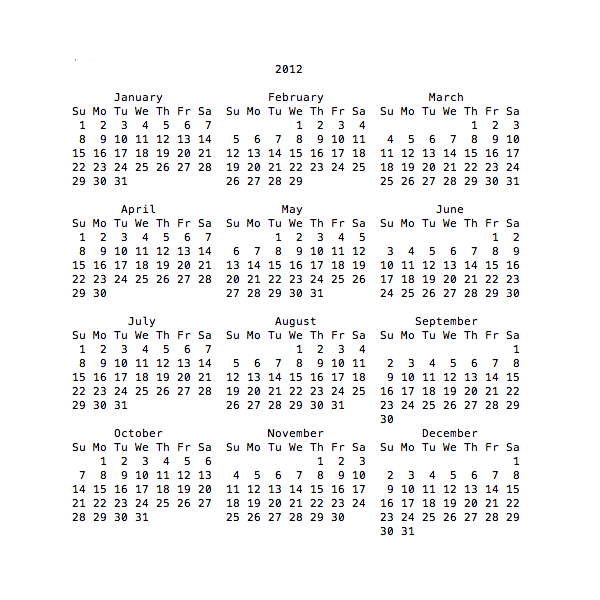 2012

      January               February               March
Su Mo Tu We Th Fr Sa  Su Mo Tu We Th Fr Sa  Su Mo Tu We Th Fr Sa
 1  2  3  4  5  6  7            1  2  3  4               1  2  3
 8  9 10 11 12 13 14   5  6  7  8  9 10 11   4  5  6  7  8  9 10
15 16 17 18 19 20 21  12 13 14 15 16 17 18  11 12 13 14 15 16 17
22 23 24 25 26 27 28  19 20 21 22 23 24 25  18 19 20 21 22 23 24
29 30 31              26 27 28 29           25 26 27 28 29 30 31

       April                  May                   June
Su Mo Tu We Th Fr Sa  Su Mo Tu We Th Fr Sa  Su Mo Tu We Th Fr Sa
 1  2  3  4  5  6  7         1  2  3  4  5                  1  2
 8  9 10 11 12 13 14   6  7  8  9 10 11 12   3  4  5  6  7  8  9
15 16 17 18 19 20 21  13 14 15 16 17 18 19  10 11 12 13 14 15 16
22 23 24 25 26 27 28  20 21 22 23 24 25 26  17 18 19 20 21 22 23
29 30                 27 28 29 30 31        24 25 26 27 28 29 30

        July                 August              September
Su Mo Tu We Th Fr Sa  Su Mo Tu We Th Fr Sa  Su Mo Tu We Th Fr Sa
 1  2  3  4  5  6  7            1  2  3  4                     1
 8  9 10 11 12 13 14   5  6  7  8  9 10 11   2  3  4  5  6  7  8
15 16 17 18 19 20 21  12 13 14 15 16 17 18   9 10 11 12 13 14 15
22 23 24 25 26 27 28  19 20 21 22 23 24 25  16 17 18 19 20 21 22
29 30 31              26 27 28 29 30 31     23 24 25 26 27 28 29
                                            30
      October               November              December
Su Mo Tu We Th Fr Sa  Su Mo Tu We Th Fr Sa  Su Mo Tu We Th Fr Sa
    1  2  3  4  5  6               1  2  3                     1
 7  8  9 10 11 12 13   4  5  6  7  8  9 10   2  3  4  5  6  7  8
14 15 16 17 18 19 20  11 12 13 14 15 16 17   9 10 11 12 13 14 15
21 22 23 24 25 26 27  18 19 20 21 22 23 24  16 17 18 19 20 21 22
28 29 30 31           25 26 27 28 29 30     23 24 25 26 27 28 29
                                            30 31